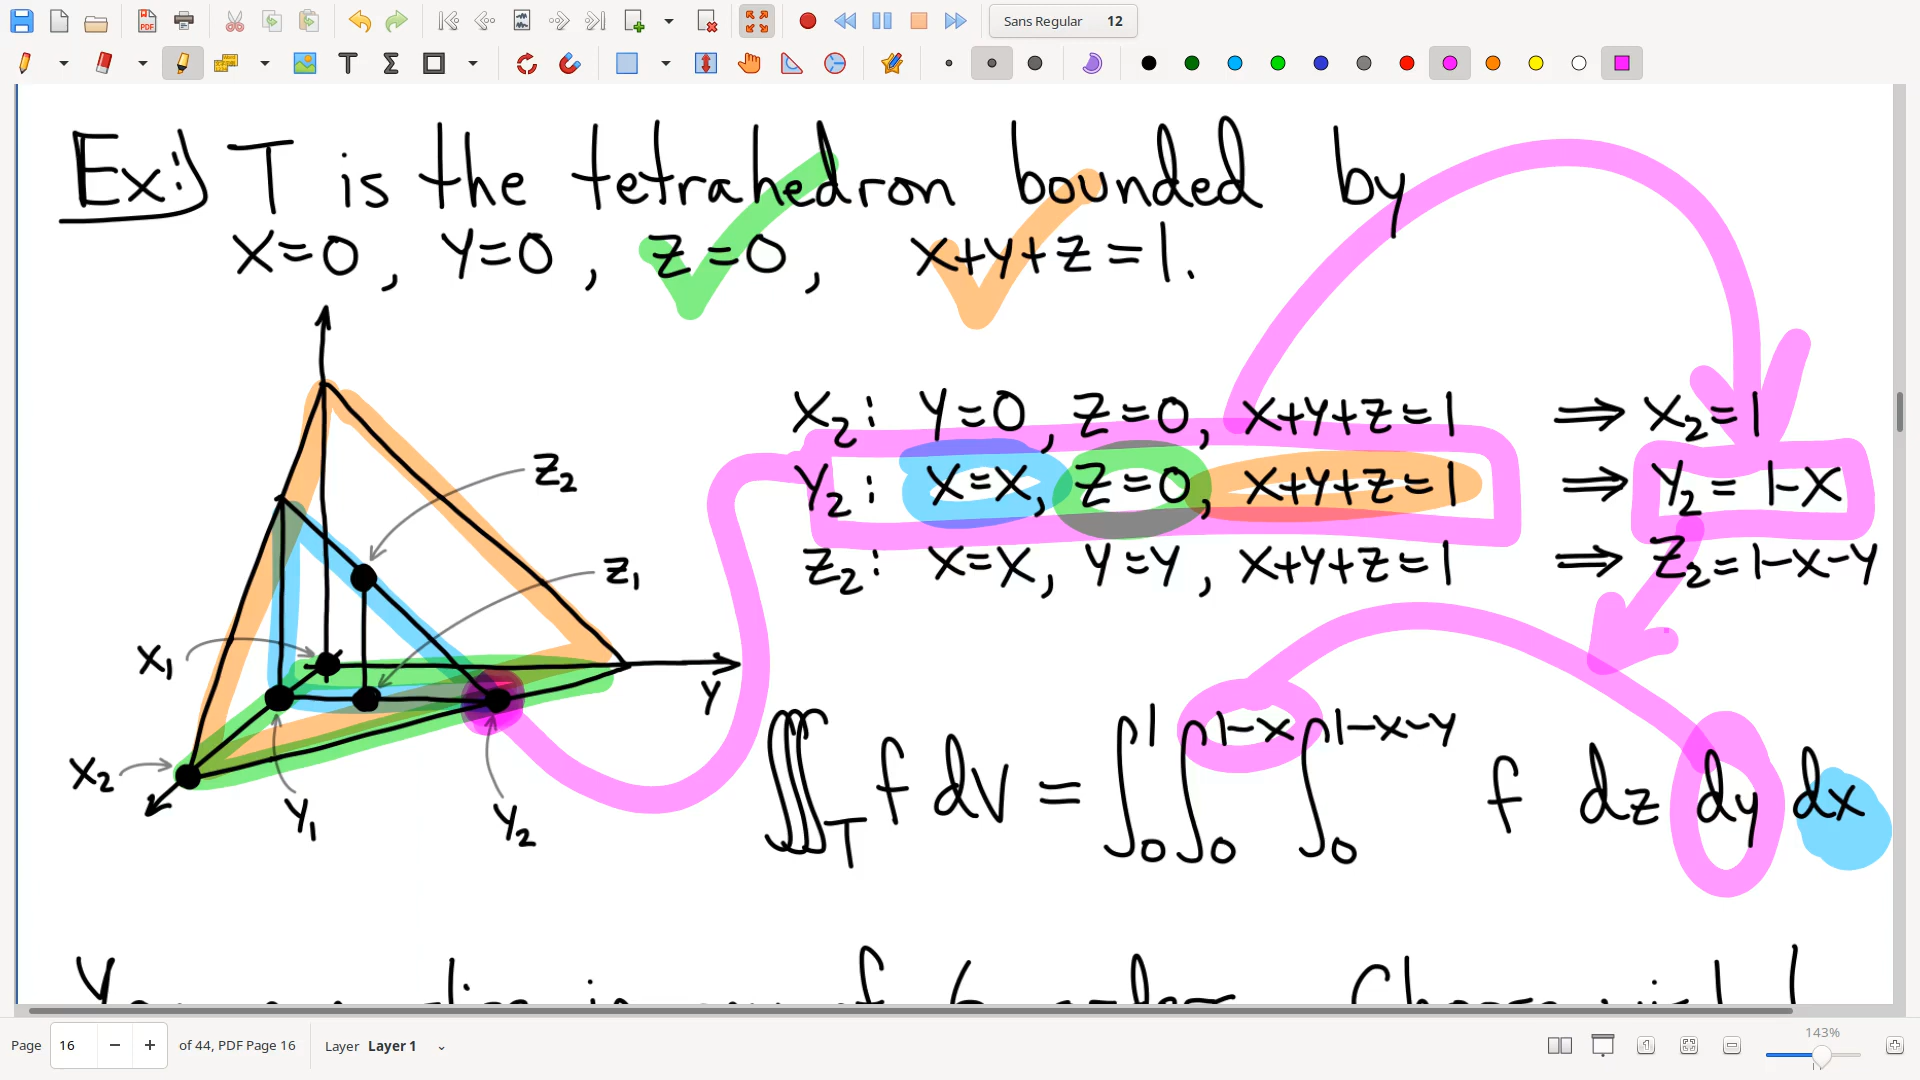 Sans Regular 12
Ex:) T is the tetrahedron bounded by
x=0, y=0, z=0, x+y+z=1.
x₂: y=0, z=0, x+y+z=1 ⟹ x₂=1
y₂: x=x, z=0, x+y+z=1 ⟹ y₂=1-x
z₂: x=x, y=y, x+y+z=1 ⟹ z₂=1-x-y
z₂
z₁
x₁
y
x₂
y₁
y₂
∭_T f dV = ∫₀¹ ∫₀^{1-x} ∫₀^{1-x-y} f dz dy dx
Page 16 of 44, PDF Page 16 Layer Layer 1 143%